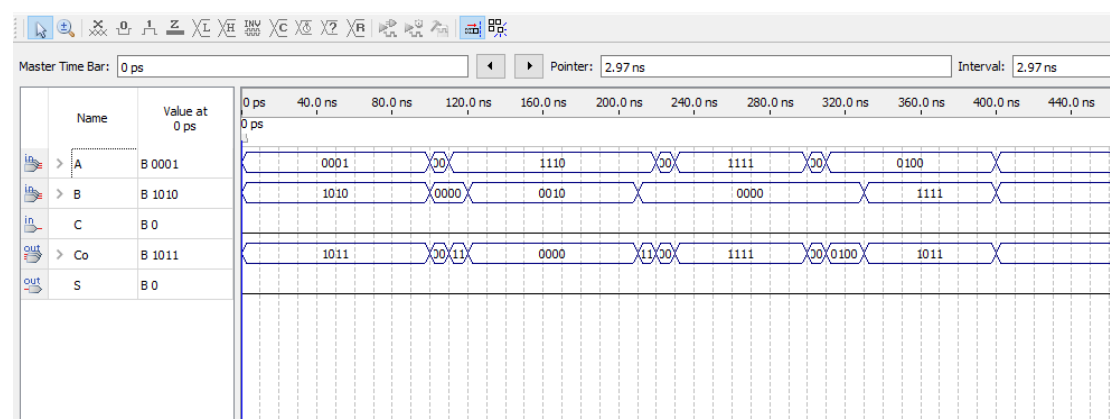 Master Time Bar: 0 ps Pointer: 2.97 ns Interval: 2.97 ns
Name Value at 0 ps 0 ps 40.0 ns 80.0 ns 120.0 ns 160.0 ns 200.0 ns 240.0 ns 280.0 ns 320.0 ns 360.0 ns 400.0 ns 440.0 ns
0 ps
A B 0001 0001 00 1110 00 1111 00 0100
B B 1010 1010 0000 0010 0000 1111
C B 0
Co B 1011 1011 00 11 0000 11 00 1111 00 0100 1011
S B 0